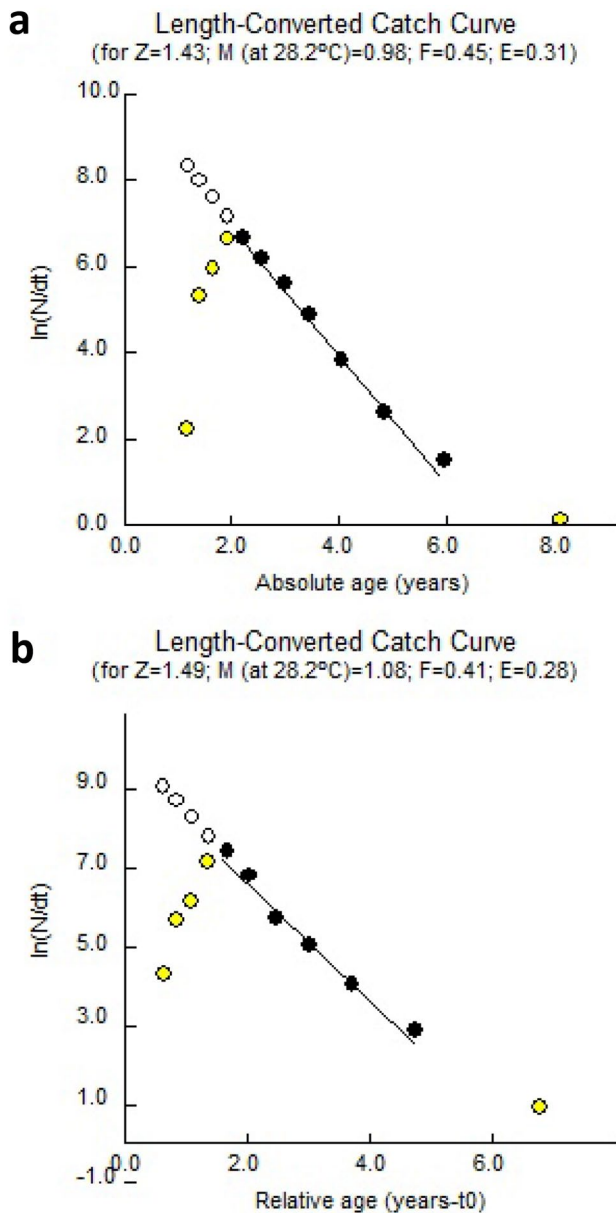 a
Length-Converted Catch Curve
(for Z=1.43; M (at 28.2ºC)=0.98; F=0.45; E=0.31)
10.0
8.0
6.0
4.0
2.0
0.0
ln(N/dt)
0.0 2.0 4.0 6.0 8.0
Absolute age (years)
b
Length-Converted Catch Curve
(for Z=1.49; M (at 28.2ºC)=1.08; F=0.41; E=0.28)
9.0
7.0
5.0
3.0
1.0
-1.0
ln(N/dt)
0.0 2.0 4.0 6.0
Relative age (years-t0)